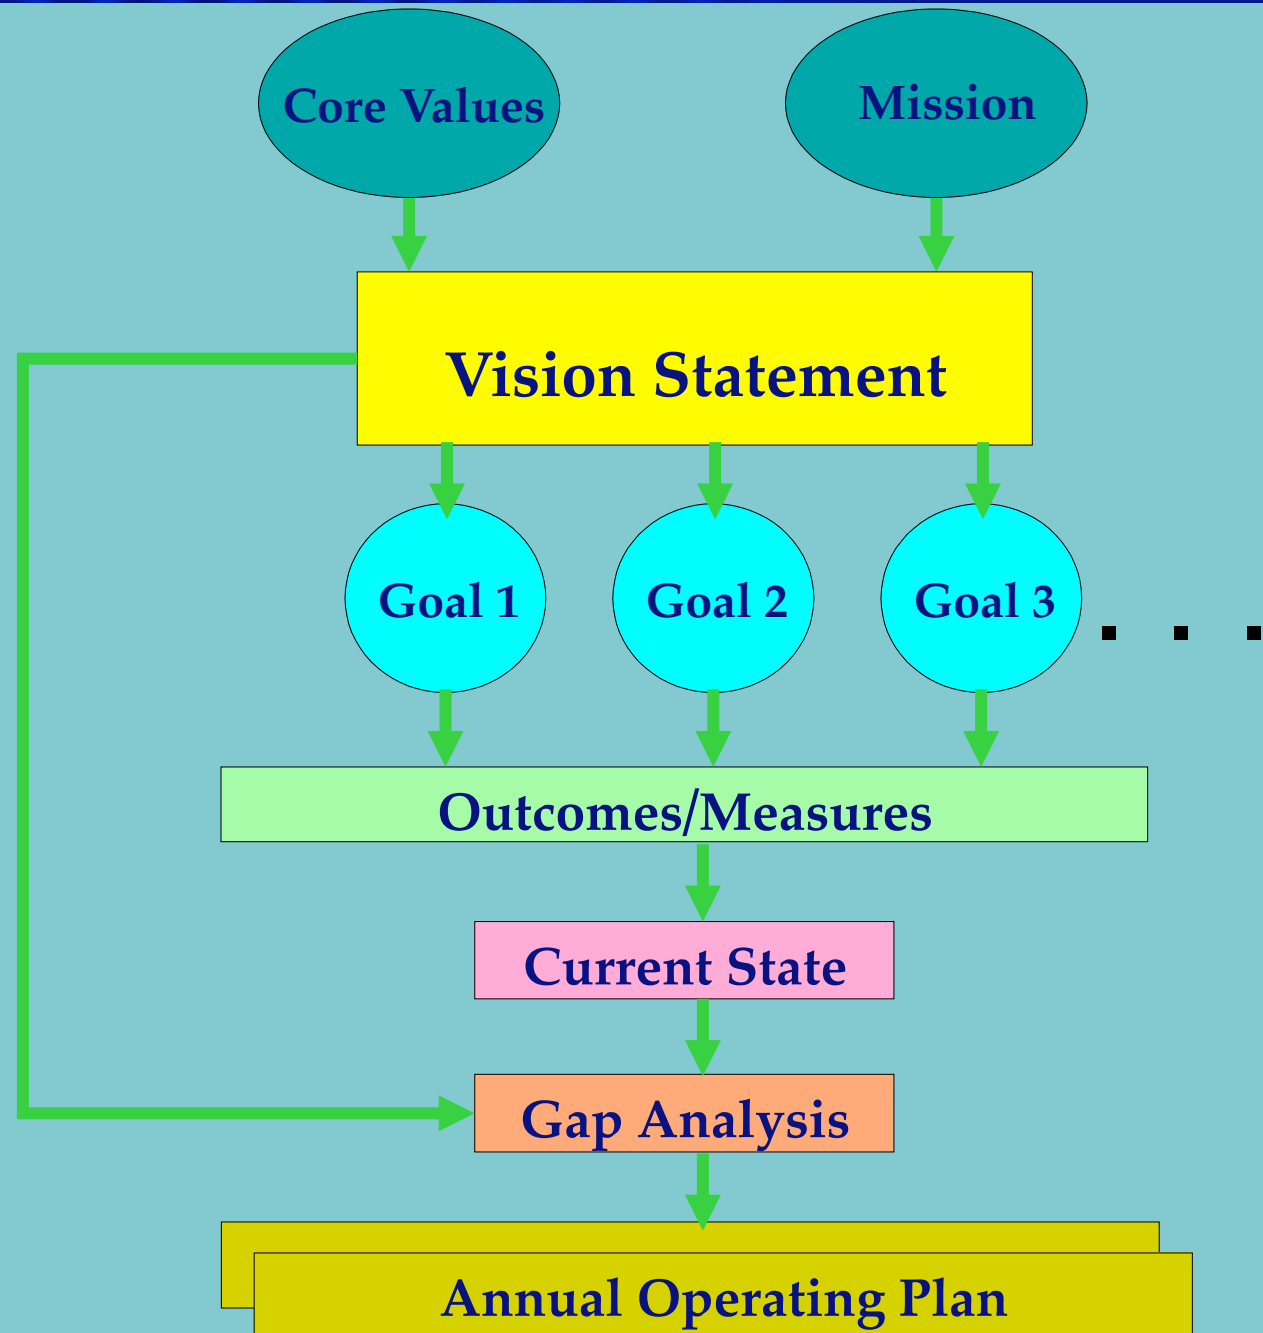 Core Values
Mission
Vision Statement
Goal 1
Goal 2
Goal 3
. . .
Outcomes/Measures
Current State
Gap Analysis
Annual Operating Plan